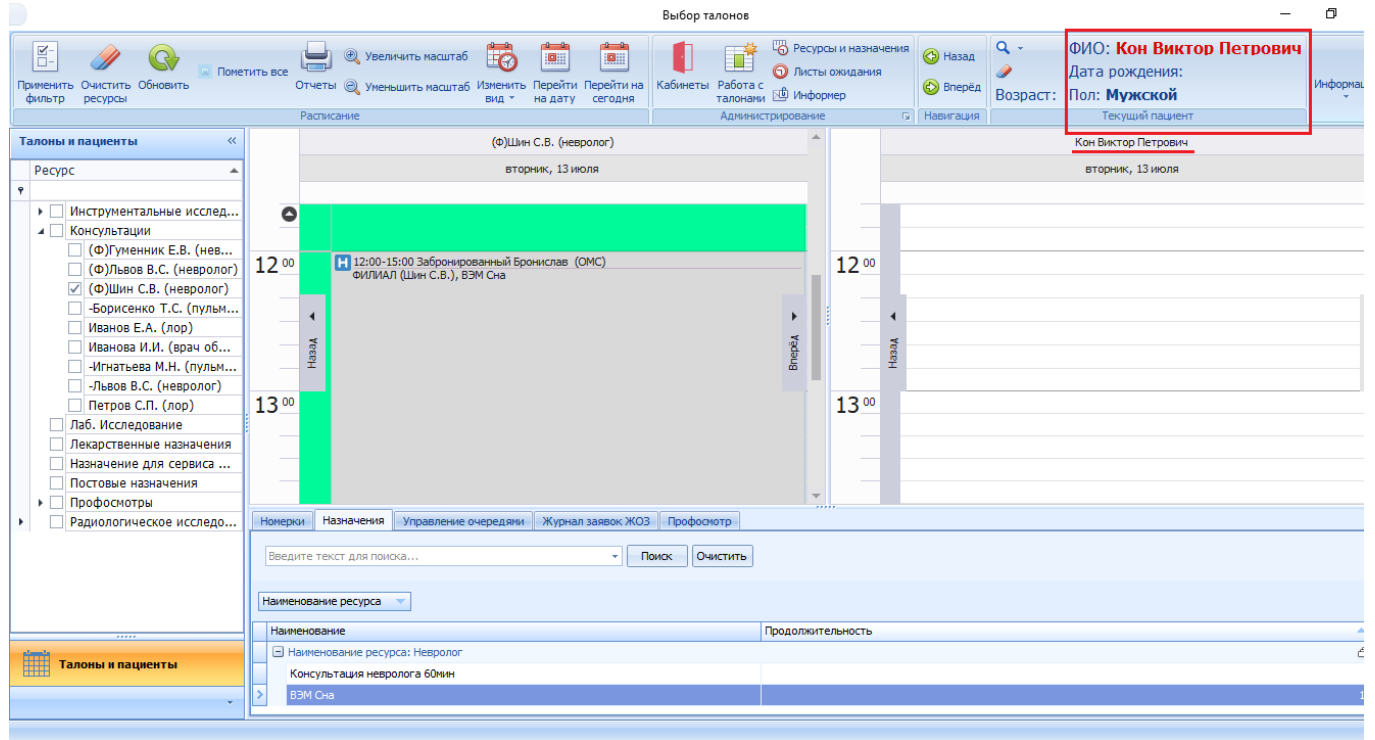 Выбор талонов
Применить фильтр
Очистить ресурсы
Обновить
Пометить все
Отчеты
Увеличить масштаб
Уменьшить масштаб
Изменить вид
Перейти на дату
Перейти на сегодня
Расписание
Кабинеты
Работа с талонами
Ресурсы и назначения
Листы ожидания
Информер
Администрирование
Назад
Вперёд
Навигация
Возраст:
ФИО: Кон Виктор Петрович
Дата рождения:
Пол: Мужской
Текущий пациент
Информац
Талоны и пациенты
Ресурс
Инструментальные исслед...
Консультации
(Ф)Гуменник Е.В. (нев...
(Ф)Львов В.С. (невролог)
(Ф)Шин С.В. (невролог)
-Борисенко Т.С. (пульм...
Иванов Е.А. (лор)
Иванова И.И. (врач об...
-Игнатьева М.Н. (пульм...
-Львов В.С. (невролог)
Петров С.П. (лор)
Лаб. Исследование
Лекарственные назначения
Назначение для сервиса ...
Постовые назначения
Профосмотры
Радиологическое исследо...
Талоны и пациенты
(Ф)Шин С.В. (невролог)
вторник, 13 июля
12 00
Н 12:00-15:00 Забронированный Бронислав (ОМС)
ФИЛИАЛ (Шин С.В.), ВЭМ Сна
Назад
Вперёд
13 00
Кон Виктор Петрович
вторник, 13 июля
12 00
Назад
13 00
Номерки
Назначения
Управление очередями
Журнал заявок ЖОЗ
Профосмотр
Введите текст для поиска...
Поиск
Очистить
Наименование ресурса
Наименование
Продолжительность
Наименование ресурса: Невролог
Консультация невролога 60мин
ВЭМ Сна
1